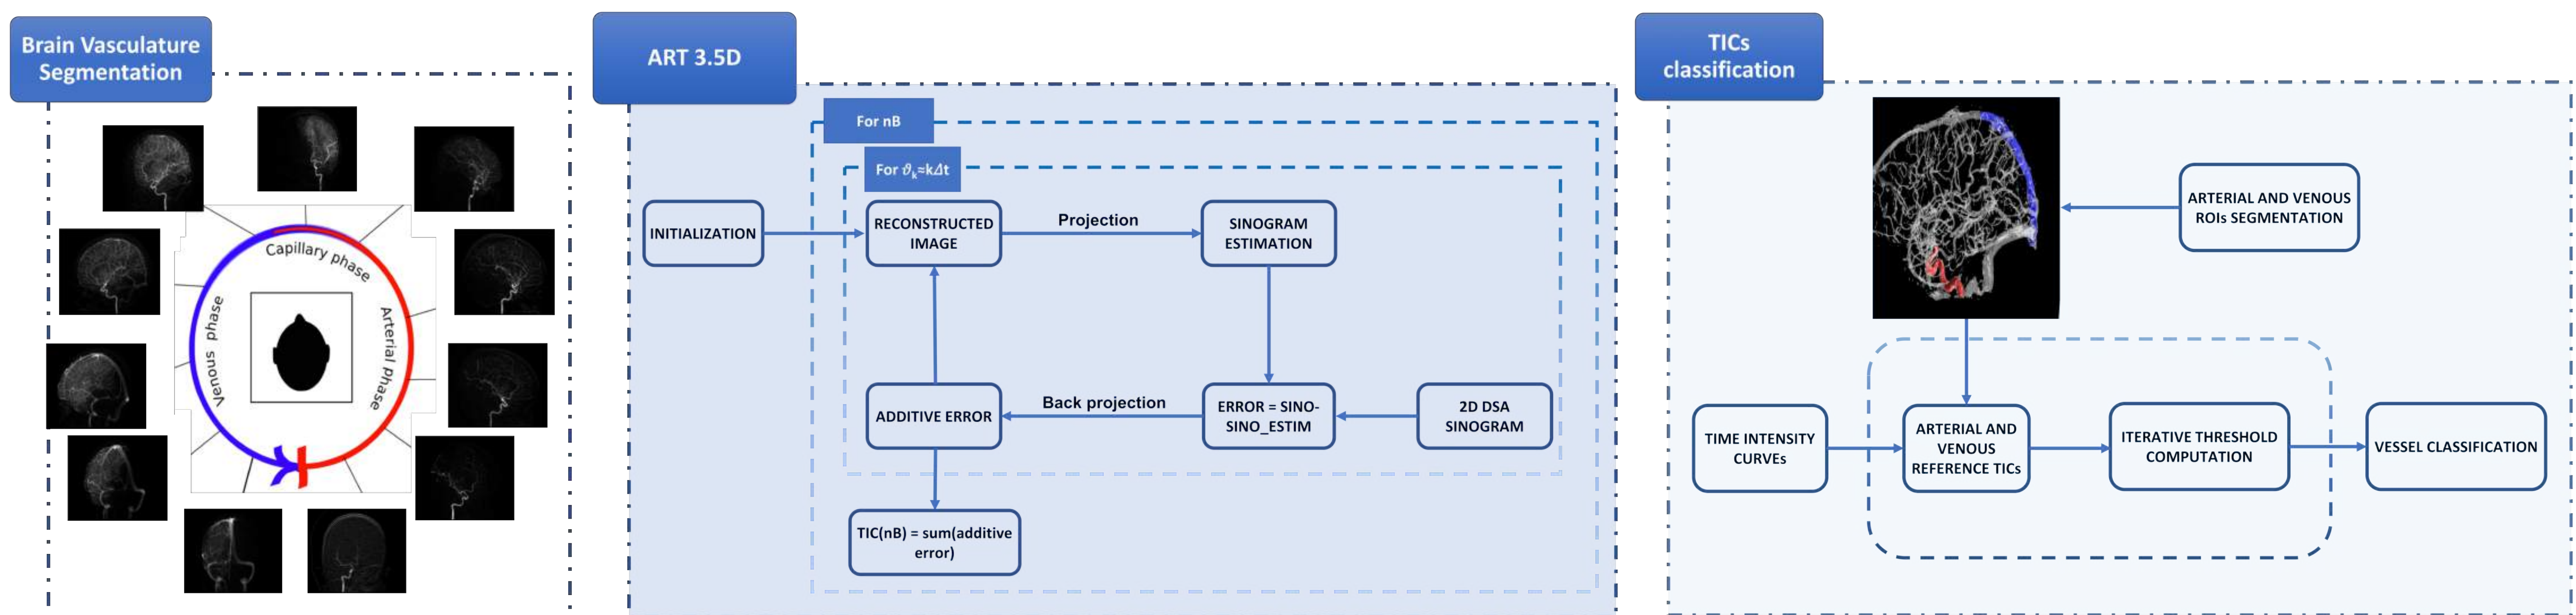 Brain Vasculature
Segmentation
Capillary phase
Venous phase
Arterial Phase
ART 3.5D
For nB
For ϑk≈kΔt
INITIALIZATION
RECONSTRUCTED
IMAGE
Projection
SINOGRAM
ESTIMATION
ADDITIVE ERROR
Back projection
ERROR = SINO-
SINO_ESTIM
2D DSA
SINOGRAM
TIC(nB) = sum(additive
error)
TICs
classification
ARTERIAL AND VENOUS
ROIs SEGMENTATION
TIME INTENSITY
CURVEs
ARTERIAL AND
VENOUS
REFERENCE TICs
ITERATIVE THRESHOLD
COMPUTATION
VESSEL CLASSIFICATION